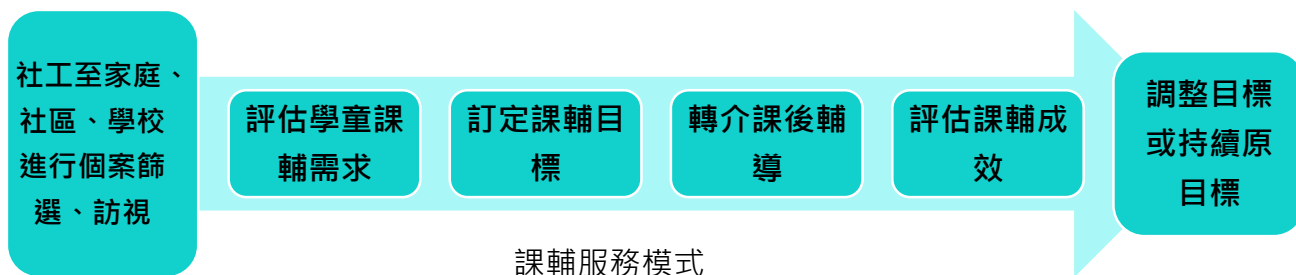 社工至家庭、
社區、學校
進行個案篩
選、訪視
評估學童課
輔需求
訂定課輔目
標
轉介課後輔
導
評估課輔成
效
調整目標
或持續原
目標
課輔服務模式